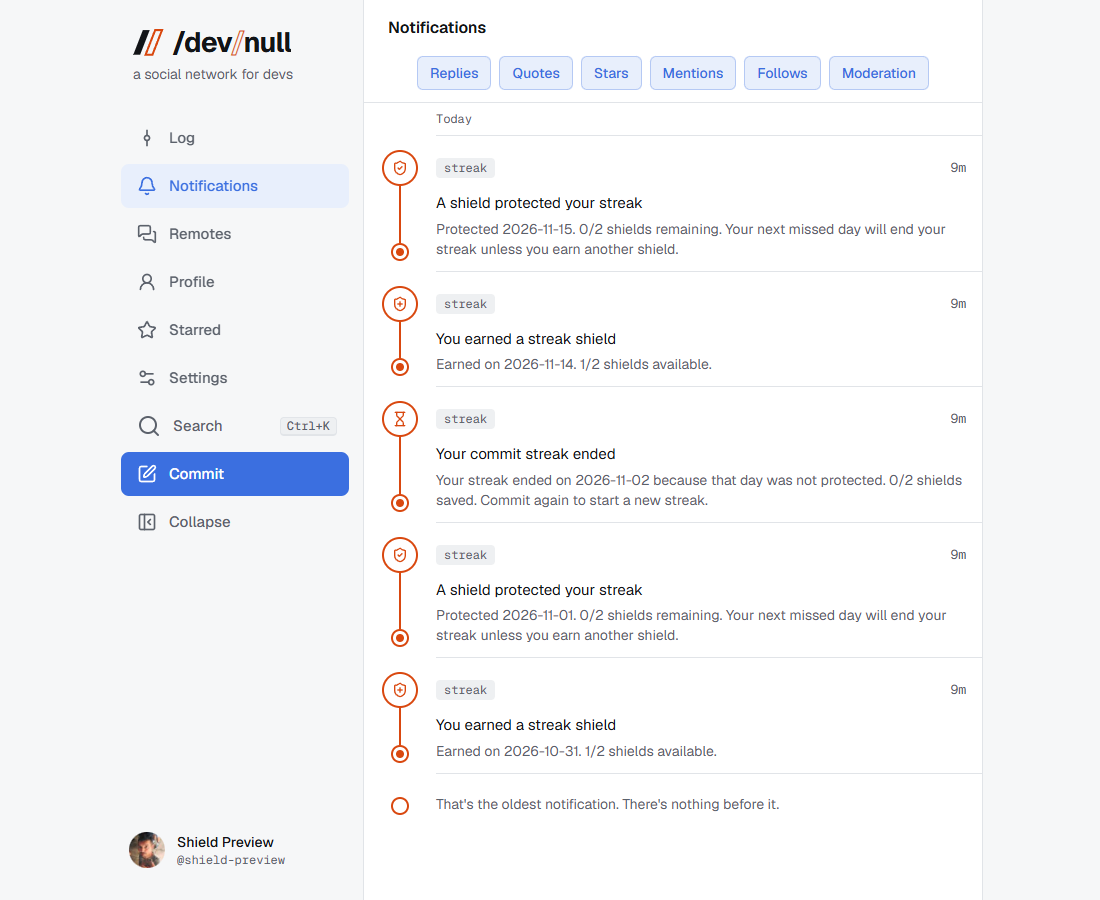 /dev/null
a social network for devs
Log
Notifications
Remotes
Profile
Starred
Settings
Search Ctrl+K
Commit
Collapse
Shield Preview
@shield-preview
Notifications
Replies Quotes Stars Mentions Follows Moderation
Today
streak 9m
A shield protected your streak
Protected 2026-11-15. 0/2 shields remaining. Your next missed day will end your
streak unless you earn another shield.
streak 9m
You earned a streak shield
Earned on 2026-11-14. 1/2 shields available.
streak 9m
Your commit streak ended
Your streak ended on 2026-11-02 because that day was not protected. 0/2 shields
saved. Commit again to start a new streak.
streak 9m
A shield protected your streak
Protected 2026-11-01. 0/2 shields remaining. Your next missed day will end your
streak unless you earn another shield.
streak 9m
You earned a streak shield
Earned on 2026-10-31. 1/2 shields available.
That's the oldest notification. There's nothing before it.